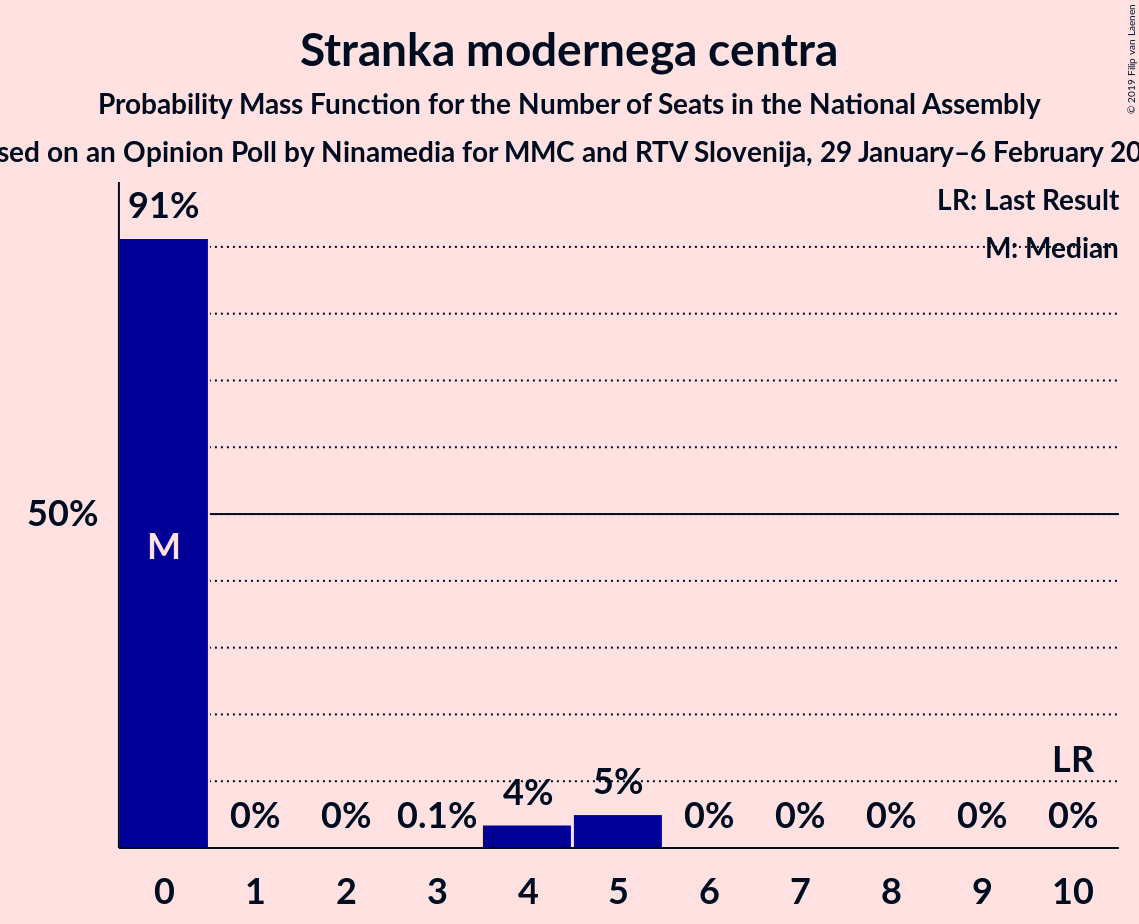 Stranka modernega centra
Probability Mass Function for the Number of Seats in the National Assembly
on an Opinion Poll by Ninamedia for MMC and RTV Slovenija, 29 January–6 February
© 2019 Filip van Laenen
LR: Last Result
M: Median
91%
50%
M
LR
0% 0% 0.1% 4% 5% 0% 0% 0% 0% 0%
0 1 2 3 4 5 6 7 8 9 10